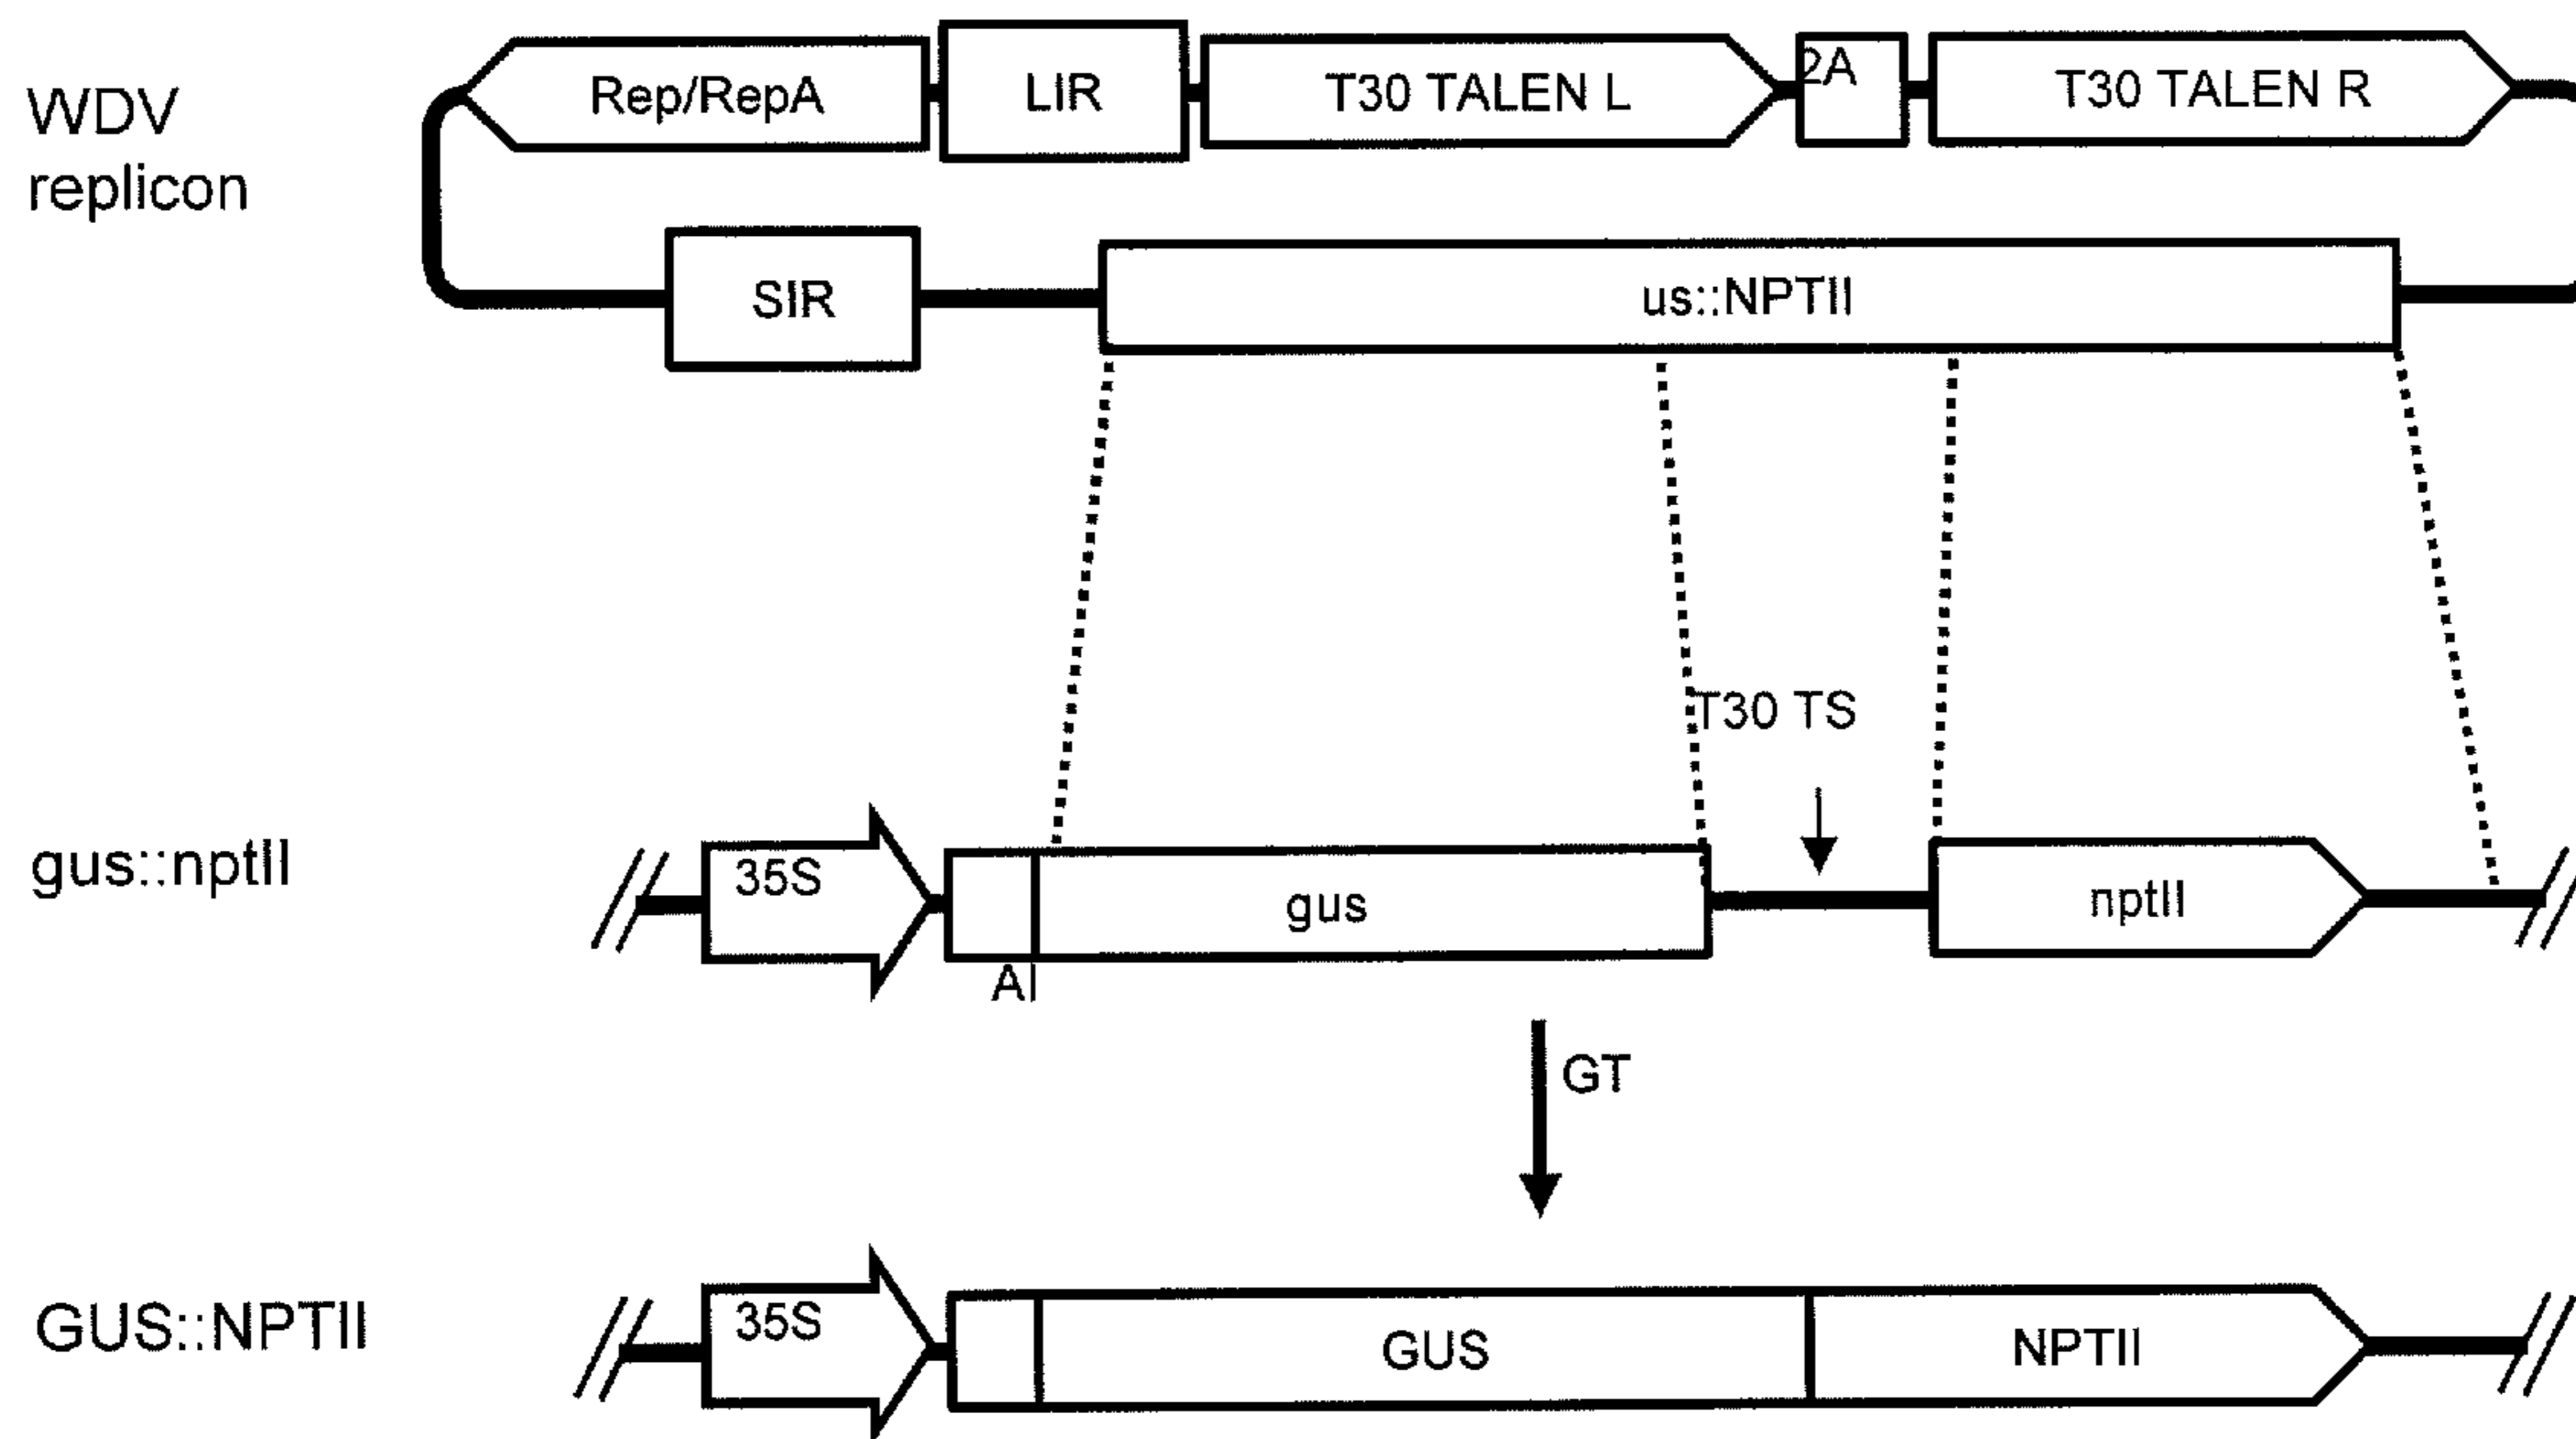 WDV
replicon
Rep/RepA
LIR
T30 TALEN L
2A
T30 TALEN R
SIR
us::NPTII
T30 TS
gus::nptII
35S
gus
nptII
AI
GT
GUS::NPTII
35S
GUS
NPTII